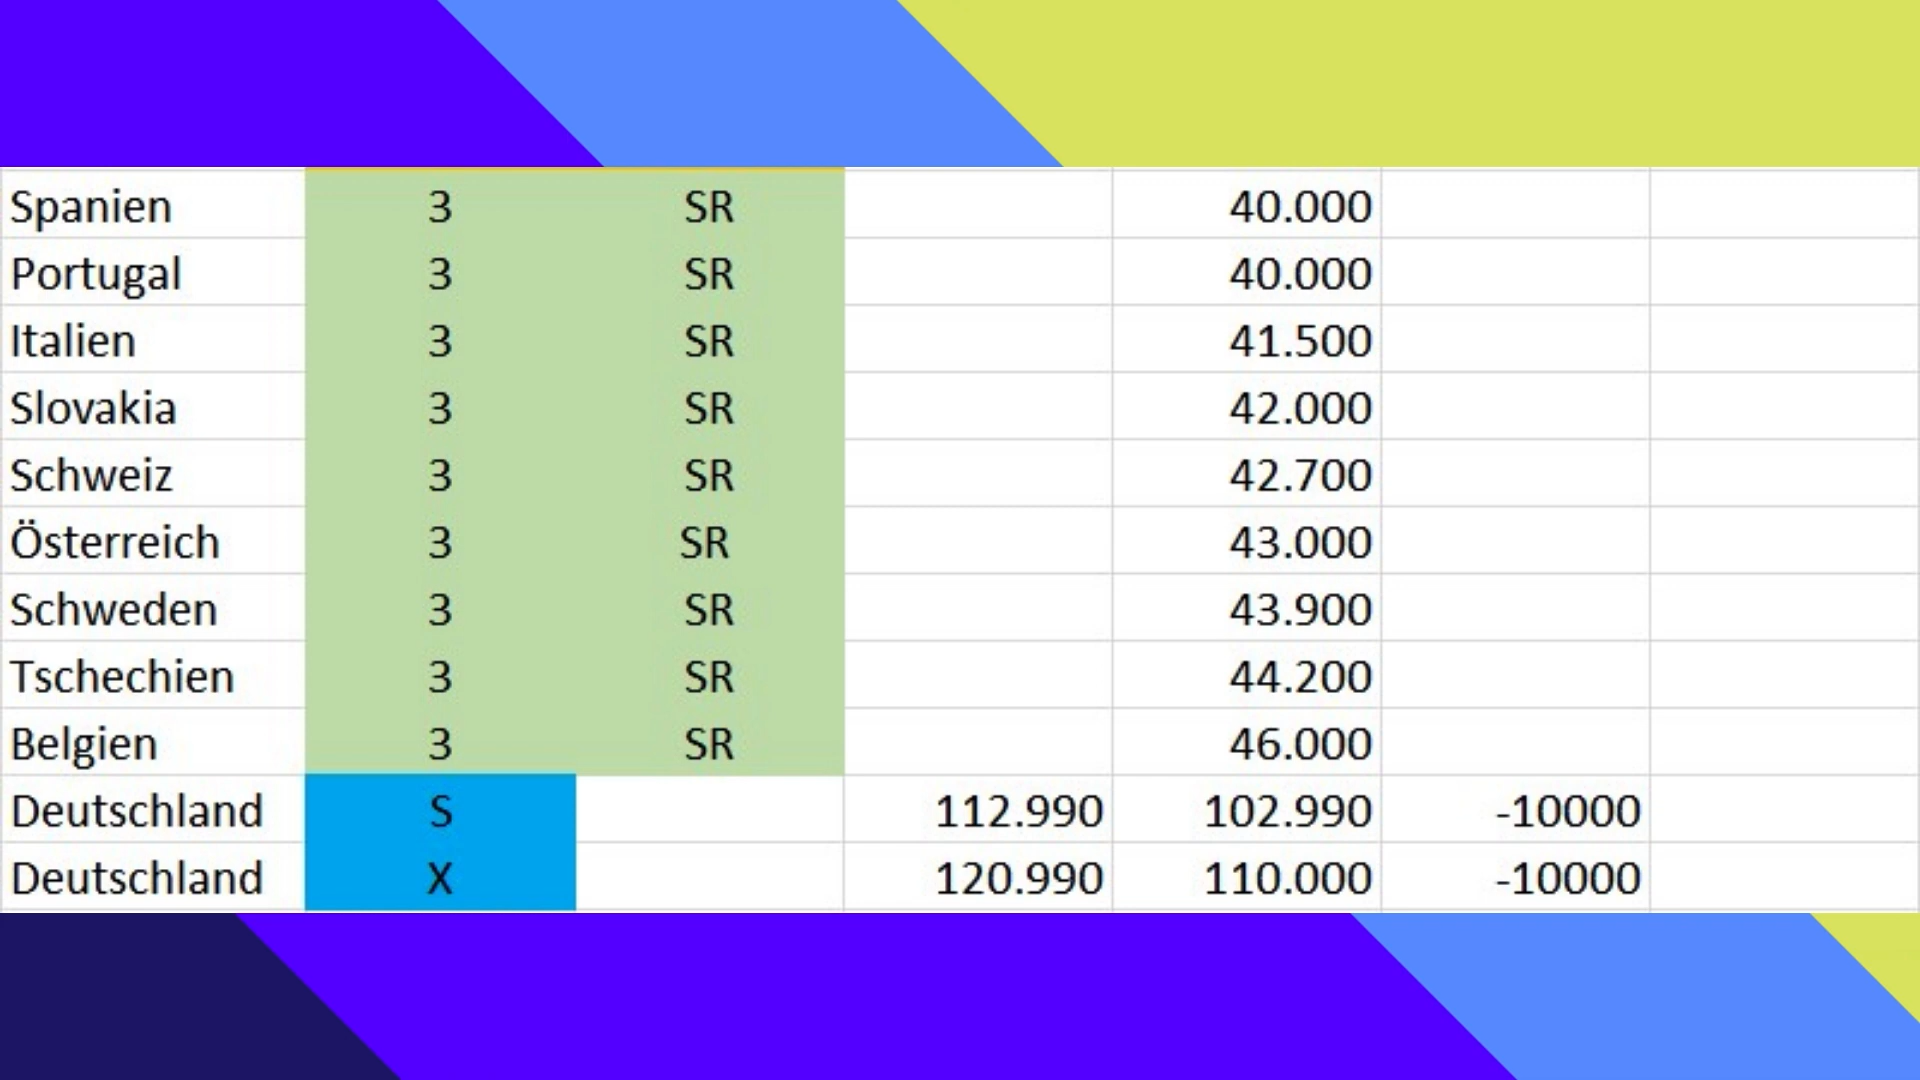 Spanien 3 SR 40.000
Portugal 3 SR 40.000
Italien 3 SR 41.500
Slovakia 3 SR 42.000
Schweiz 3 SR 42.700
Österreich 3 SR 43.000
Schweden 3 SR 43.900
Tschechien 3 SR 44.200
Belgien 3 SR 46.000
Deutschland S 112.990 102.990 -10000
Deutschland X 120.990 110.000 -10000